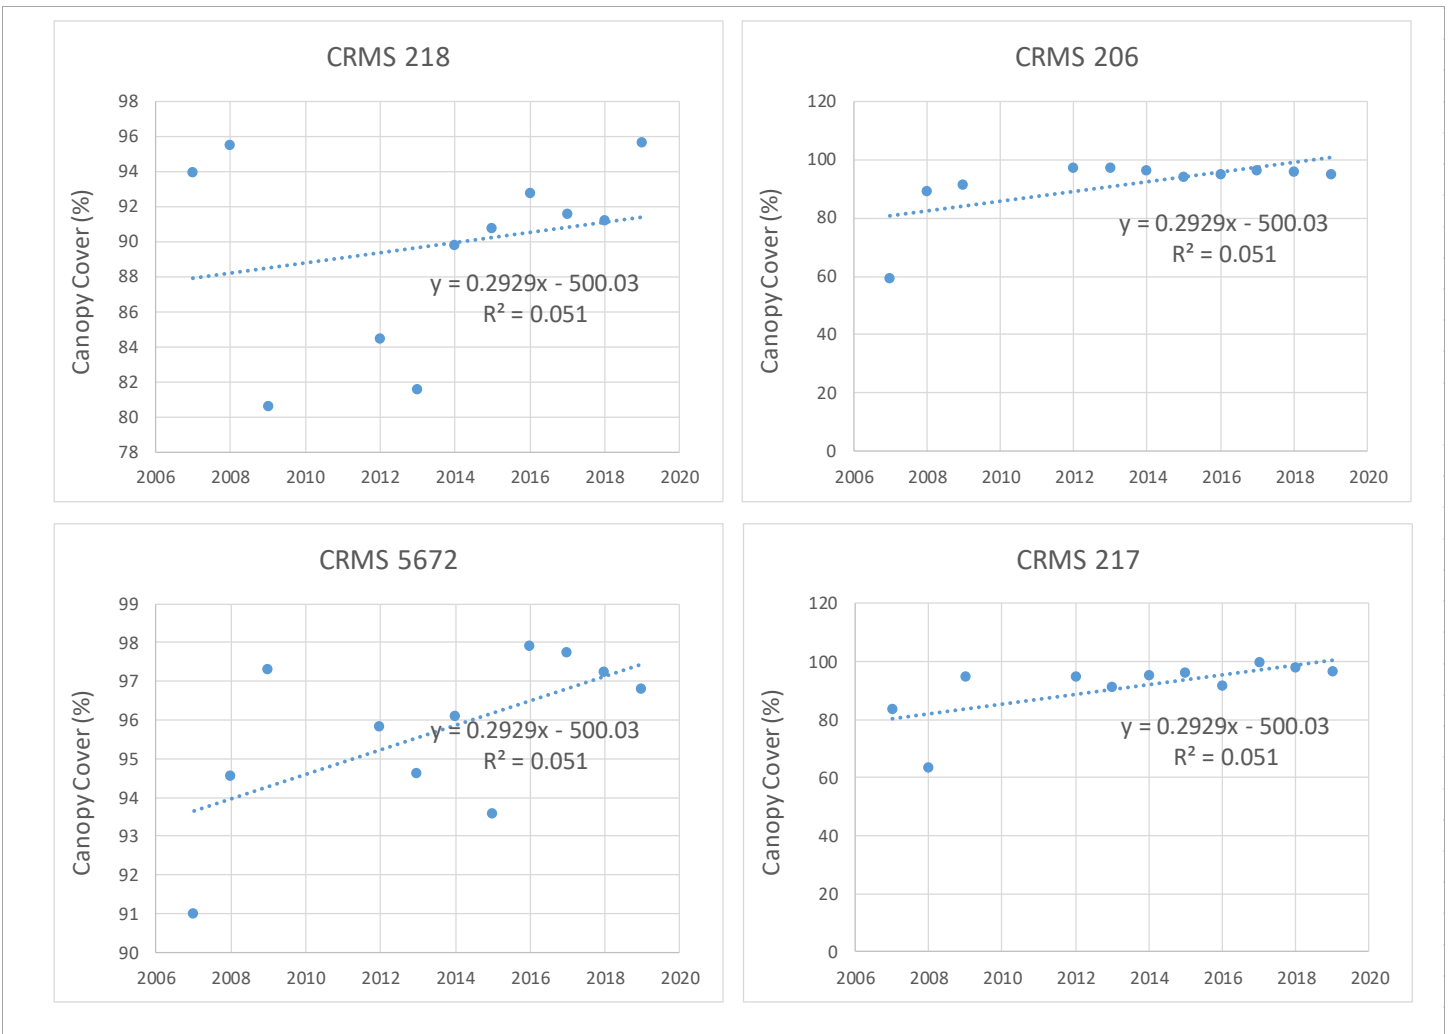 CRMS 218
Canopy Cover (%)
98
96
94
92
90
88
86
84
82
80
78
y = 0.2929x - 500.03
R² = 0.051
2006 2008 2010 2012 2014 2016 2018 2020
CRMS 206
Canopy Cover (%)
120
100
80
60
40
20
0
y = 0.2929x - 500.03
R² = 0.051
2006 2008 2010 2012 2014 2016 2018 2020
CRMS 5672
Canopy Cover (%)
99
98
97
96
95
94
93
92
91
90
y = 0.2929x - 500.03
R² = 0.051
2006 2008 2010 2012 2014 2016 2018 2020
CRMS 217
Canopy Cover (%)
120
100
80
60
40
20
0
y = 0.2929x - 500.03
R² = 0.051
2006 2008 2010 2012 2014 2016 2018 2020